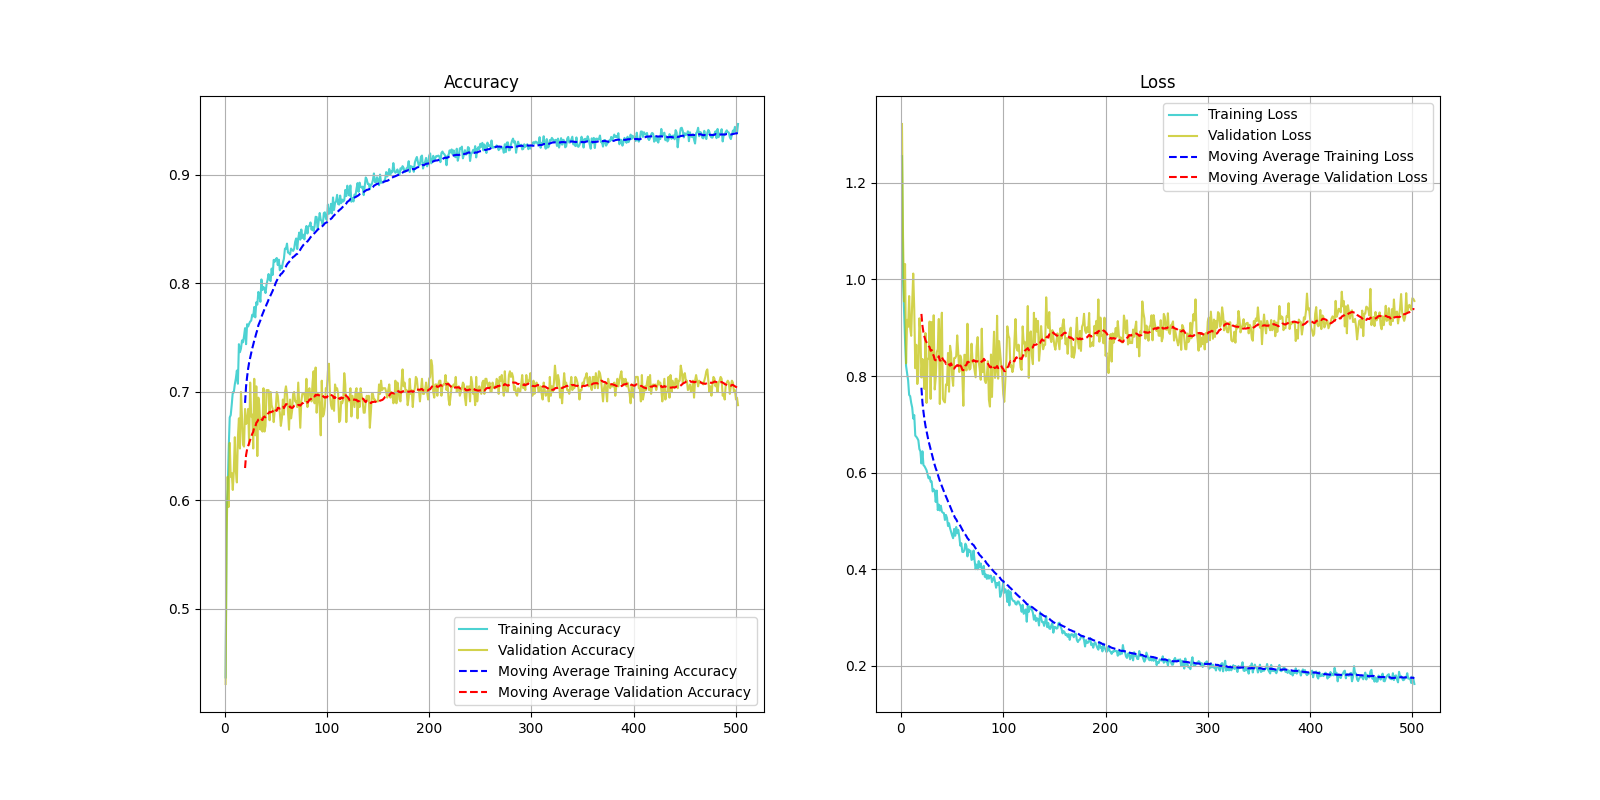 Accuracy
0.9
0.8
0.7
0.6
0.5
0 100 200 300 400 500
Training Accuracy
Validation Accuracy
Moving Average Training Accuracy
Moving Average Validation Accuracy
Loss
1.2
1.0
0.8
0.6
0.4
0.2
0 100 200 300 400 500
Training Loss
Validation Loss
Moving Average Training Loss
Moving Average Validation Loss